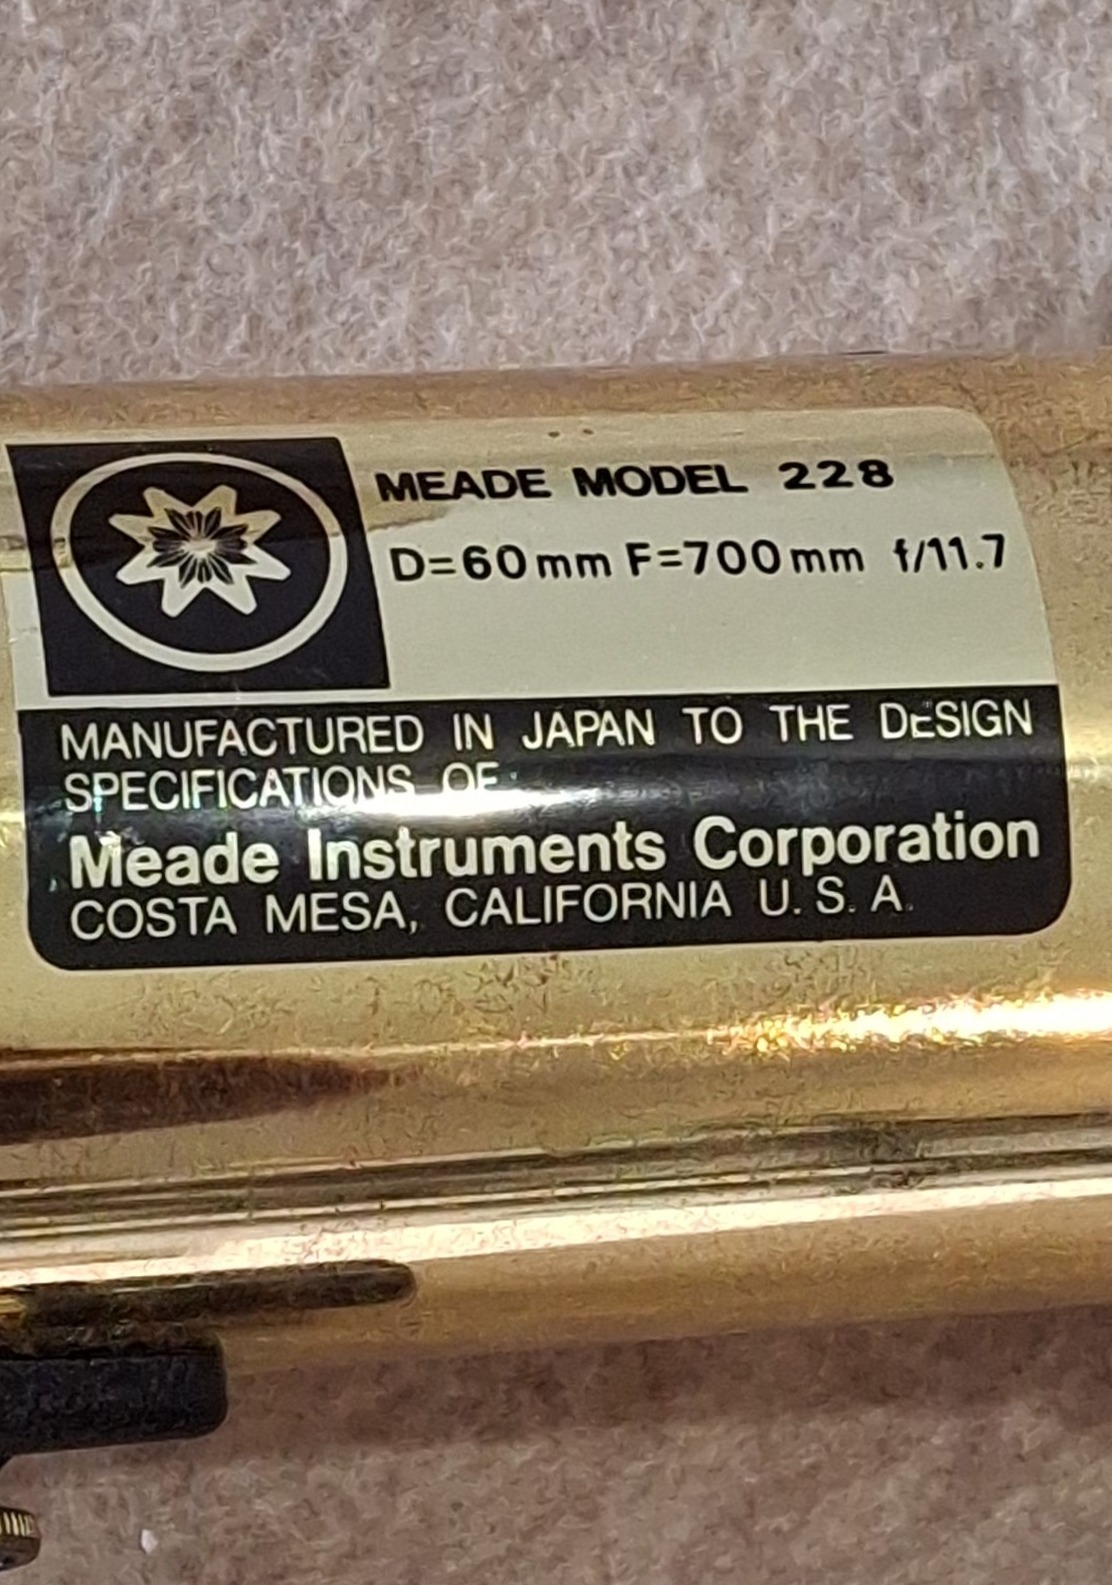 MEADE MODEL 228
D=60mm F=700mm f/11.7
MANUFACTURED IN JAPAN TO THE DESIGN
SPECIFICATIONS OF:
Meade Instruments Corporation
COSTA MESA, CALIFORNIA U.S.A.